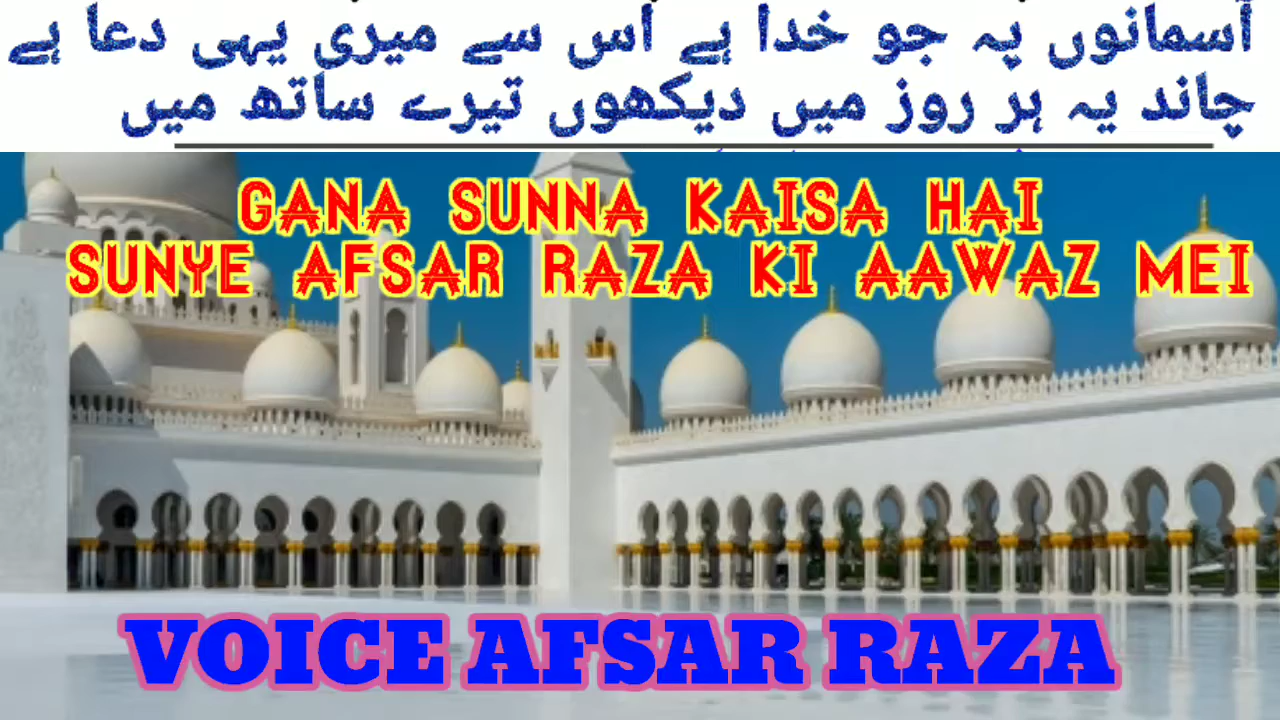 آسمانوں پہ جو خدا ہے اس سے میری یہی دعا ہے
چاند یہ ہر روز میں دیکھوں تیرے ساتھ میں
GANA SUNNA KAISA HAI
SUNYE AFSAR RAZA KI AAWAZ MEI
VOICE AFSAR RAZA